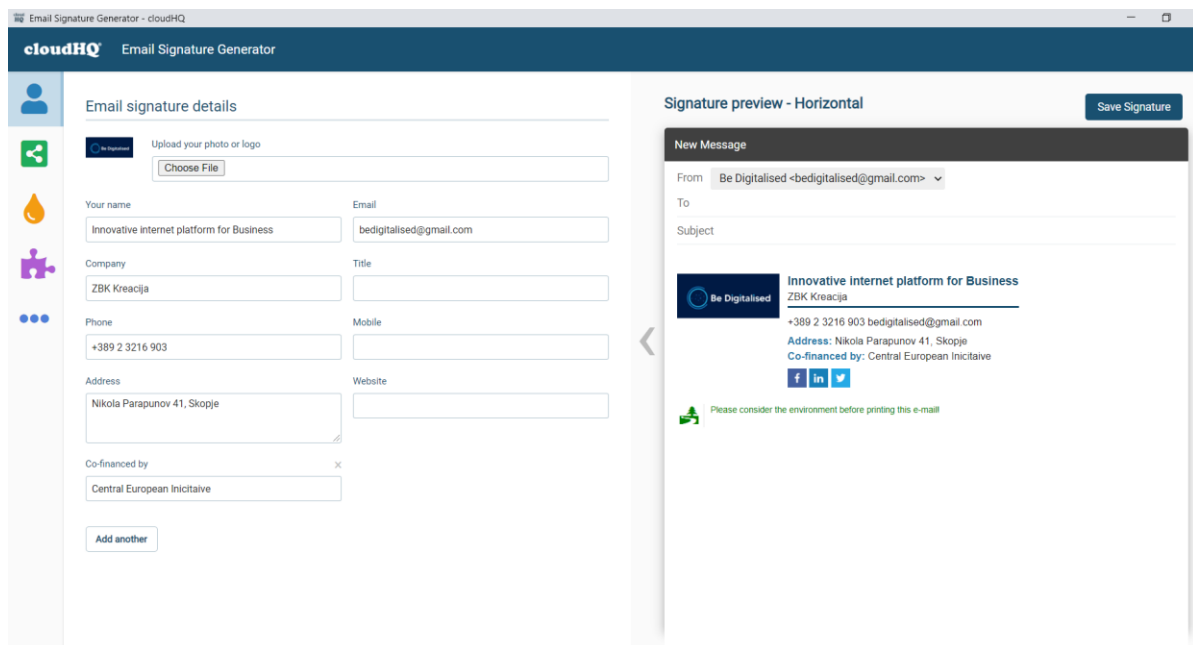 Email Signature Generator - cloudHQ
cloudHQ Email Signature Generator
Email signature details
Be Digitalised
Upload your photo or logo
Choose File
Your name Email
Innovative internet platform for Business bedigitalised@gmail.com
Company Title
ZBK Kreacija
Phone Mobile
+389 2 3216 903
Address Website
Nikola Parapunov 41, Skopje
Co-financed by ×
Central European Inicitaive
Add another
Signature preview - Horizontal
Save Signature
New Message
From Be Digitalised <bedigitalised@gmail.com>
To
Subject
Be Digitalised
Innovative internet platform for Business
ZBK Kreacija
+389 2 3216 903 bedigitalised@gmail.com
Address: Nikola Parapunov 41, Skopje
Co-financed by: Central European Inicitaive
f in
Please consider the environment before printing this e-mail!